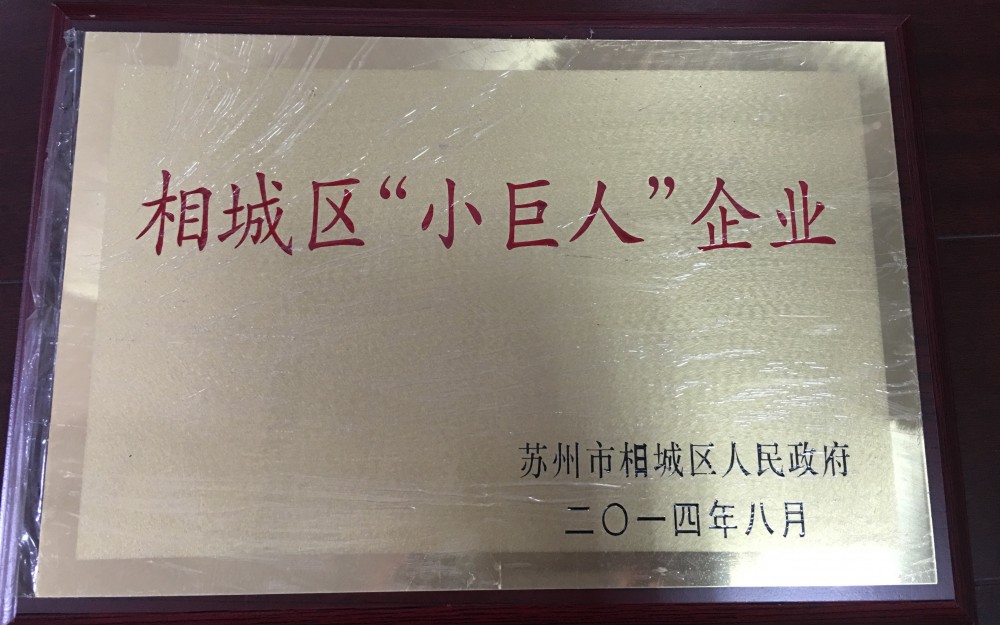 相城区“小巨人”企业
苏州市相城区人民政府
二〇一四年八月